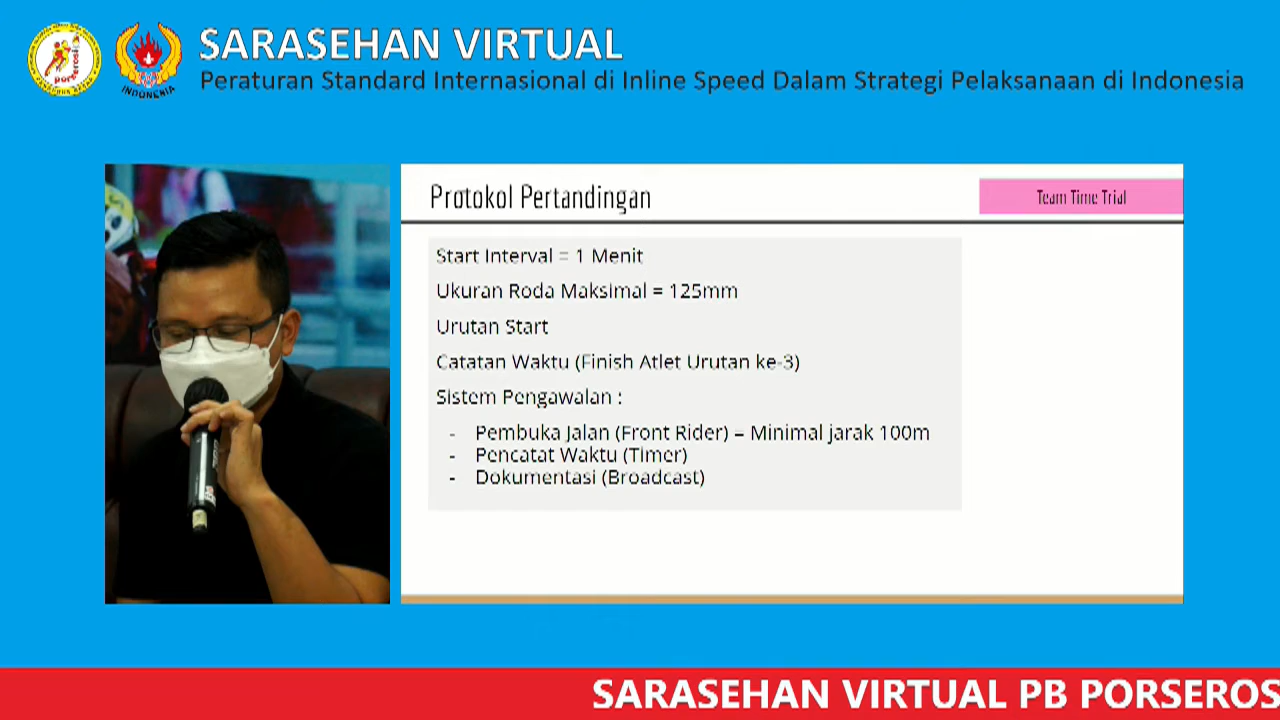 SARASEHAN VIRTUAL
Peraturan Standard Internasional di Inline Speed Dalam Strategi Pelaksanaan di Indonesia
porserosi
INDONESIA
Protokol Pertandingan
Team Time Trial
Start Interval = 1 Menit
Ukuran Roda Maksimal = 125mm
Urutan Start
Catatan Waktu (Finish Atlet Urutan ke-3)
Sistem Pengawalan :
- Pembuka Jalan (Front Rider) – Minimal jarak 100m
- Pencatat Waktu (Timer)
- Dokumentasi (Broadcast)
SARASEHAN VIRTUAL PB PORSEROS